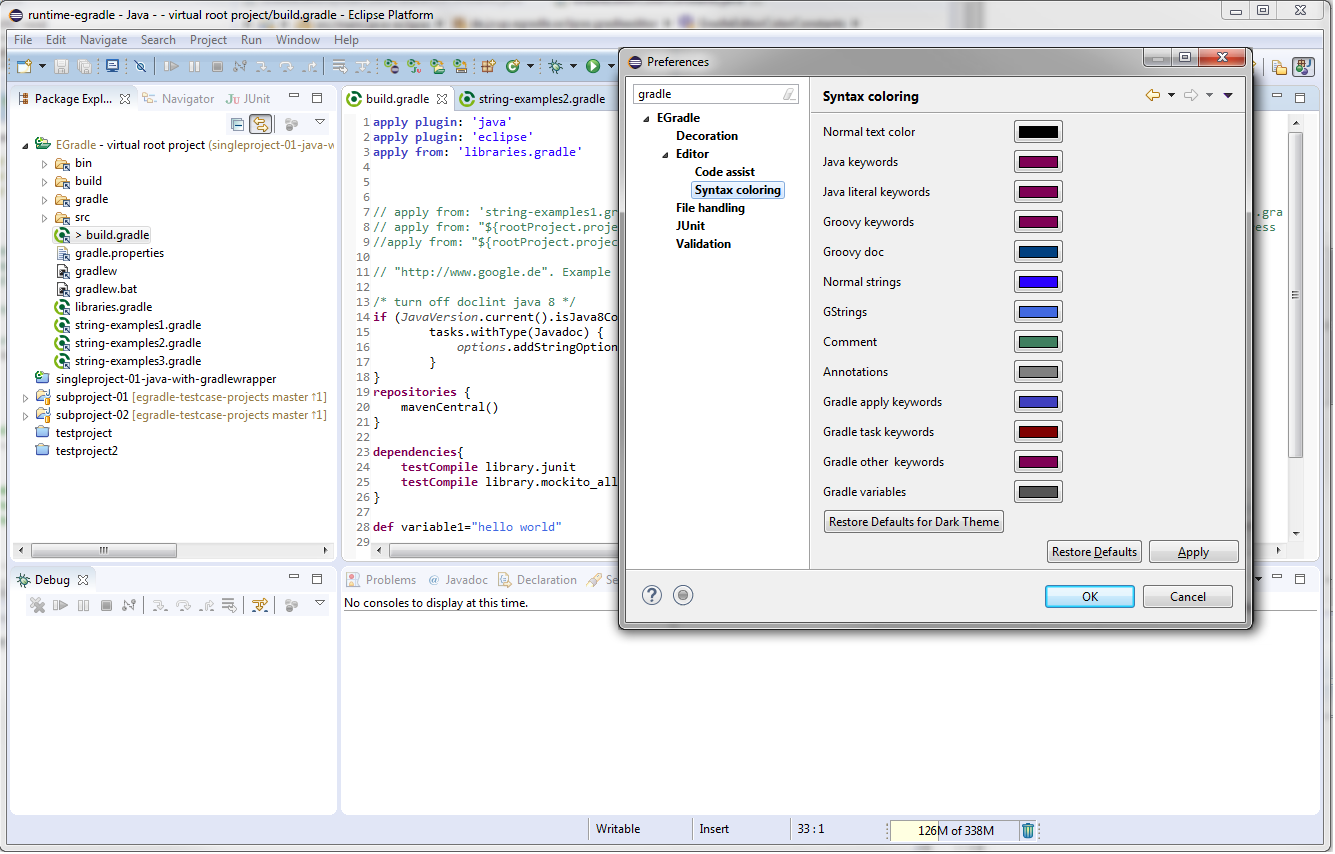 runtime-egradle - Java - - virtual root project/build.gradle - Eclipse Platform
File Edit Navigate Search Project Run Window Help
Package Expl... Navigator JUnit
EGradle - virtual root project (singleproject-01-java-w
bin
build
gradle
src
> build.gradle
gradle.properties
gradlew
gradlew.bat
libraries.gradle
string-examples1.gradle
string-examples2.gradle
string-examples3.gradle
singleproject-01-java-with-gradlewrapper
subproject-01 [egradle-testcase-projects master ↑1]
subproject-02 [egradle-testcase-projects master ↑1]
testproject
testproject2
build.gradle string-examples2.gradle
1 apply plugin: 'java'
2 apply plugin: 'eclipse'
3 apply from: 'libraries.gradle'
4
5
6
7 // apply from: 'string-examples1.gr
8 // apply from: "${rootProject.projec
9 //apply from: "${rootProject.project
10
11 // "http://www.google.de". Example
12
13 /* turn off doclint java 8 */
14 if (JavaVersion.current().isJava8Co
15 tasks.withType(Javadoc) {
16 options.addStringOption
17 }
18 }
19 repositories {
20 mavenCentral()
21 }
22
23 dependencies{
24 testCompile library.junit
25 testCompile library.mockito_all
26 }
27
28 def variable1="hello world"
29
.gra
ess
Preferences
gradle
EGradle
Decoration
Editor
Code assist
Syntax coloring
File handling
JUnit
Validation
Syntax coloring
Normal text color
Java keywords
Java literal keywords
Groovy keywords
Groovy doc
Normal strings
GStrings
Comment
Annotations
Gradle apply keywords
Gradle task keywords
Gradle other keywords
Gradle variables
Restore Defaults for Dark Theme
Restore Defaults Apply
OK Cancel
Debug
Problems @ Javadoc Declaration Se
No consoles to display at this time.
Writable Insert 33 : 1 126M of 338M